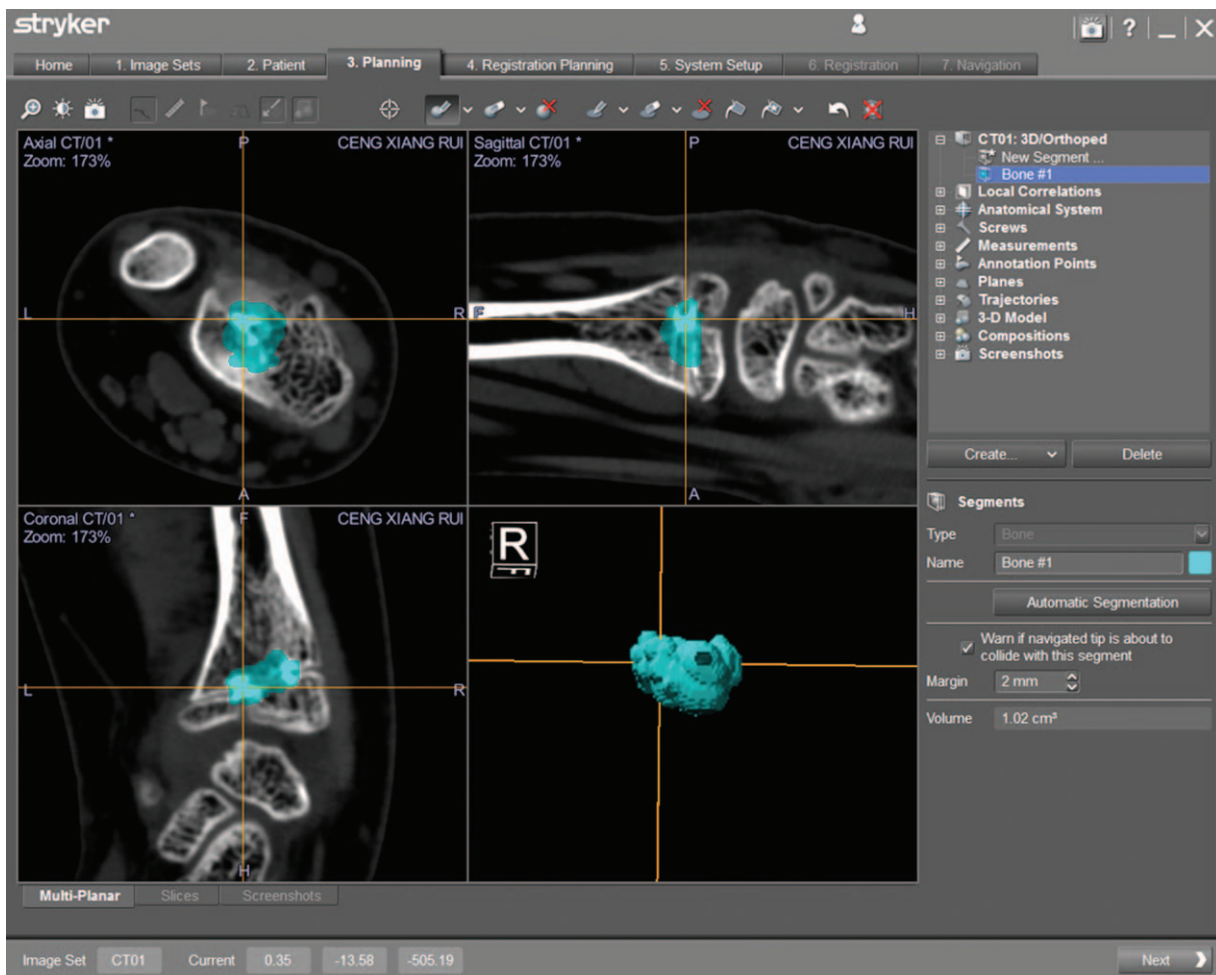 stryker
?
Home 1. Image Sets 2. Patient 3. Planning 4. Registration Planning 5. System Setup 6. Registration 7. Navigation
Axial CT/01 * P CENG XIANG RUI
Zoom: 173%
L R
A
Sagittal CT/01 * P CENG XIANG RUI
Zoom: 173%
F H
A
Coronal CT/01 * F CENG XIANG RUI
Zoom: 173%
L R
H
R
CT01: 3D/Orthoped
New Segment ...
Bone #1
Local Correlations
Anatomical System
Screws
Measurements
Annotation Points
Planes
Trajectories
3-D Model
Compositions
Screenshots
Create... Delete
Segments
Type Bone
Name Bone #1
Automatic Segmentation
Warn if navigated tip is about to
collide with this segment
Margin 2 mm
Volume 1.02 cm³
Multi-Planar Slices Screenshots
Image Set CT01 Current 0.35 -13.58 -505.19 Next